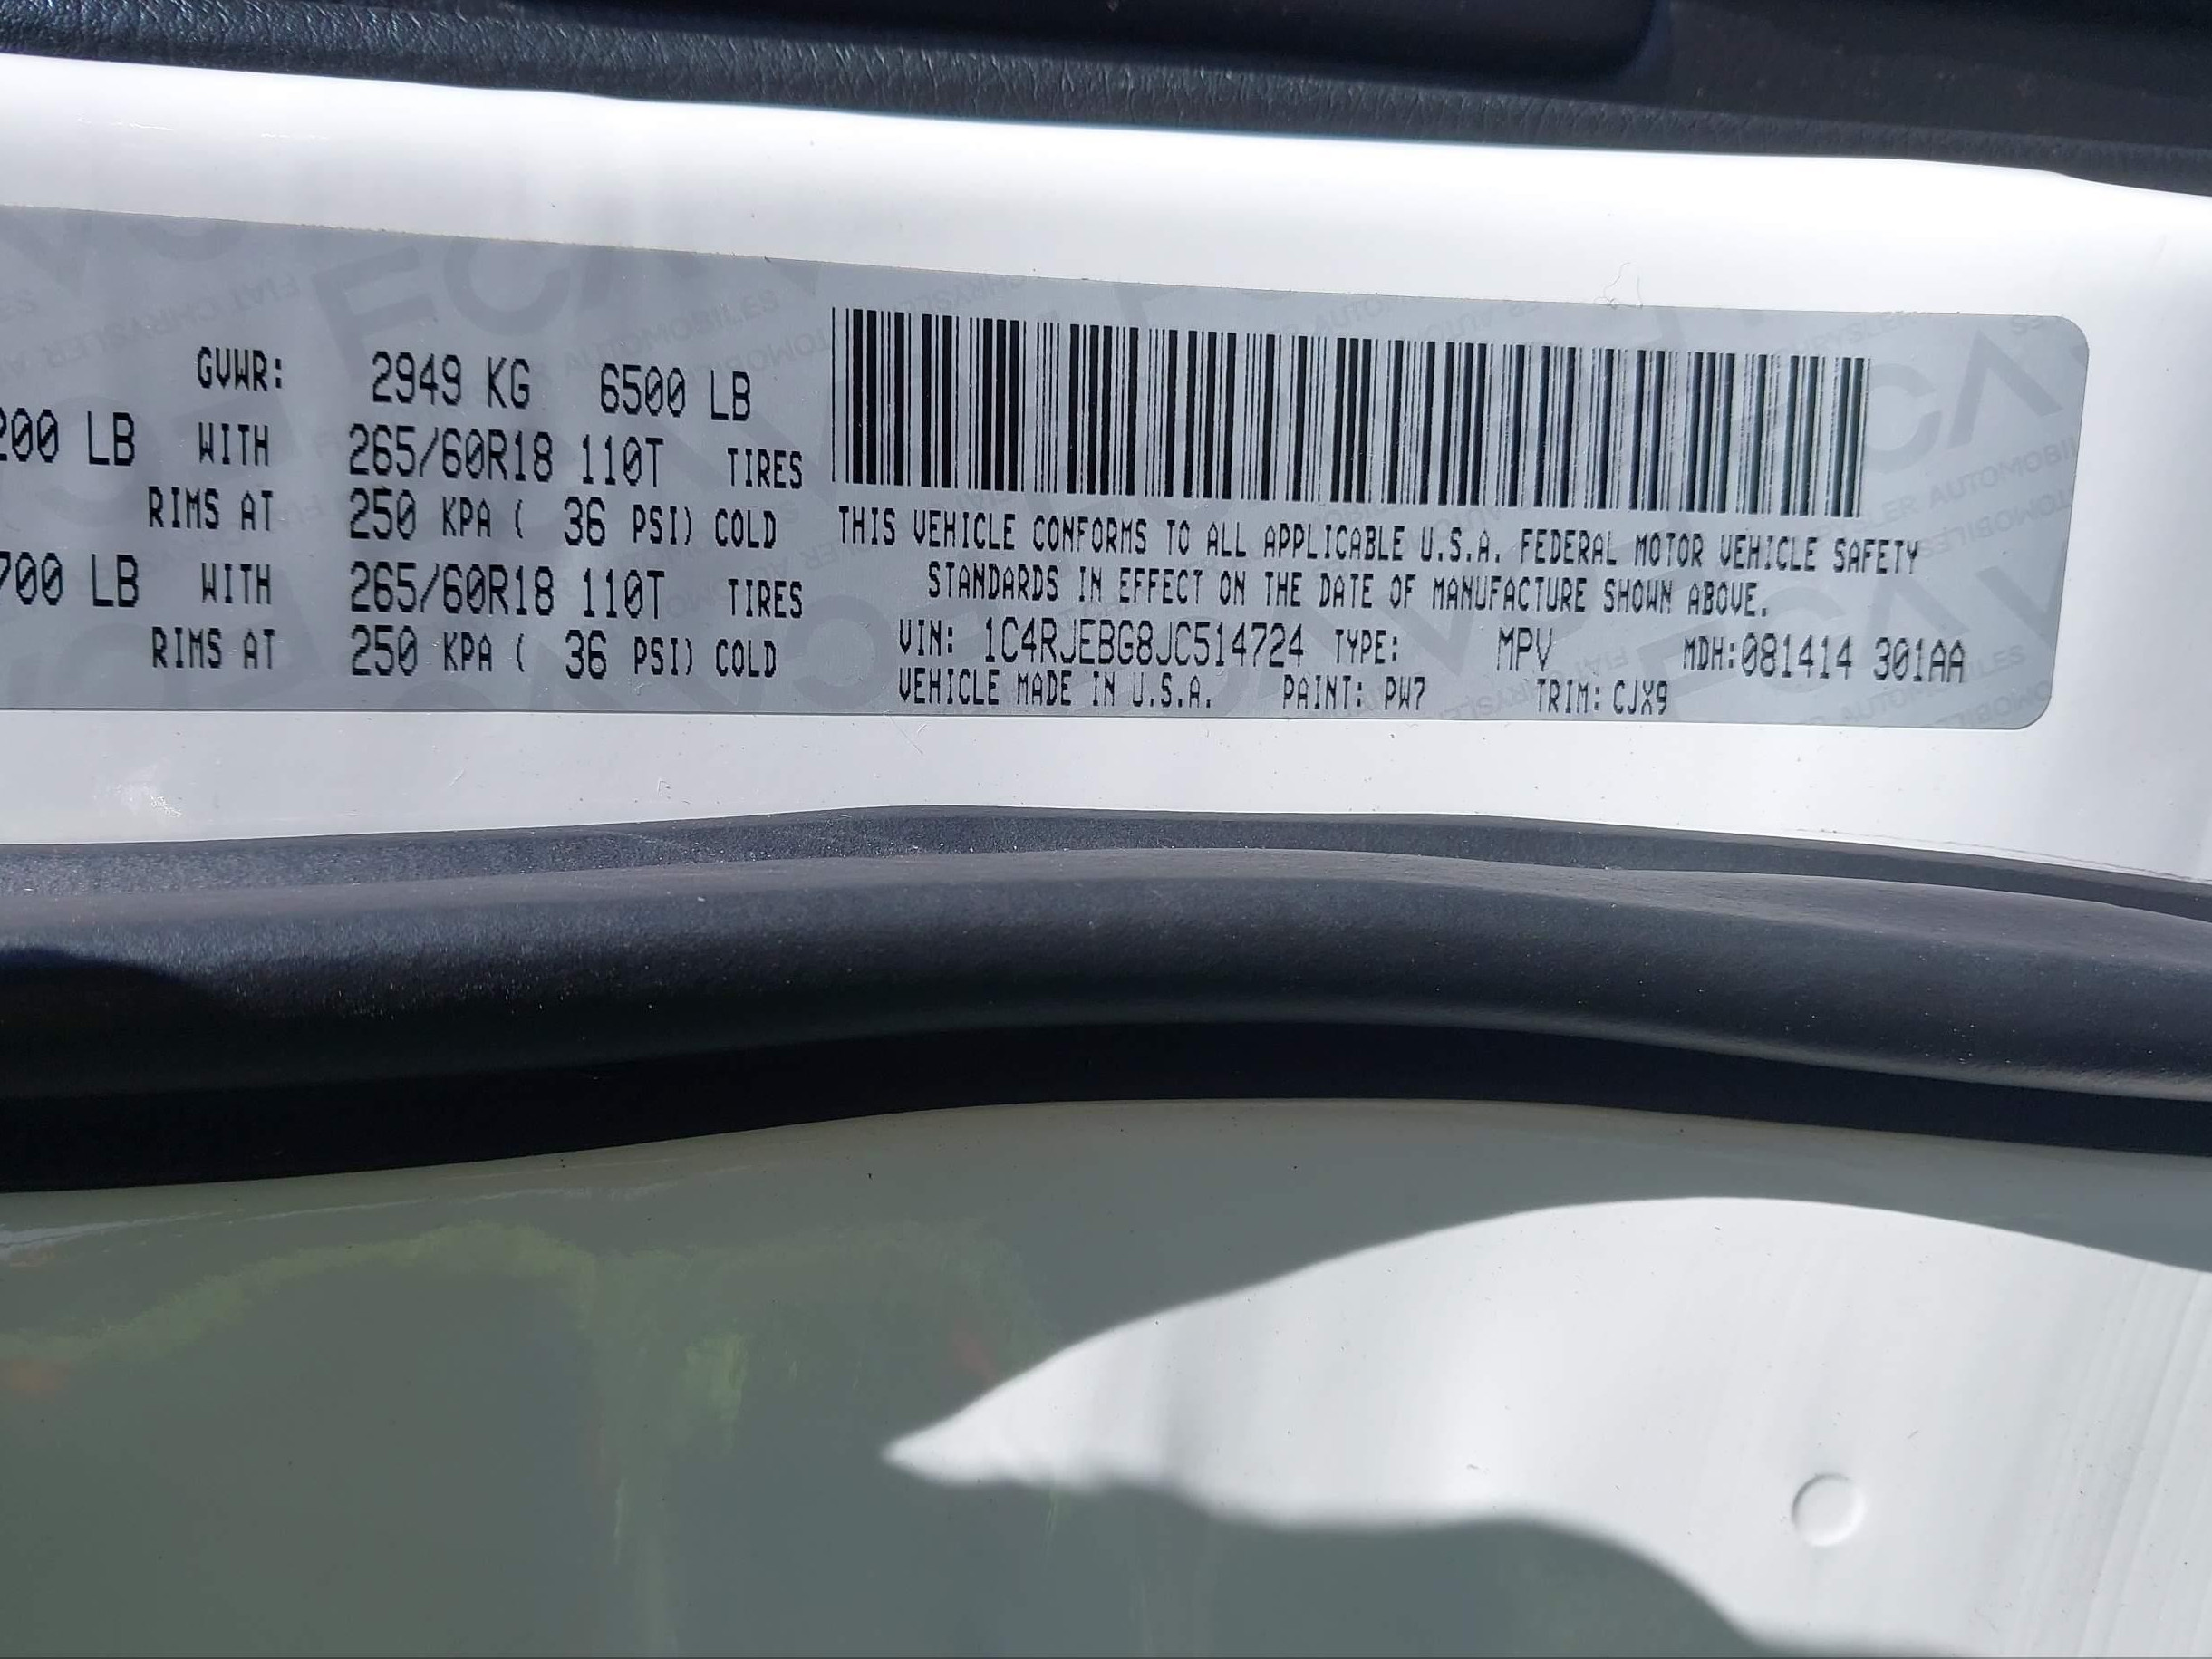 GVWR: 2949 KG 6500 LB
200 LB WITH 265/60R18 110T TIRES
RIMS AT 250 KPA ( 36 PSI) COLD
700 LB WITH 265/60R18 110T TIRES
RIMS AT 250 KPA ( 36 PSI) COLD
THIS VEHICLE CONFORMS TO ALL APPLICABLE U.S.A. FEDERAL MOTOR VEHICLE SAFETY
STANDARDS IN EFFECT ON THE DATE OF MANUFACTURE SHOWN ABOVE.
VIN: 1C4RJEBG8JC514724 TYPE: MPV MDH:081414 301AA
VEHICLE MADE IN U.S.A. PAINT: PW7 TRIM: CJX9